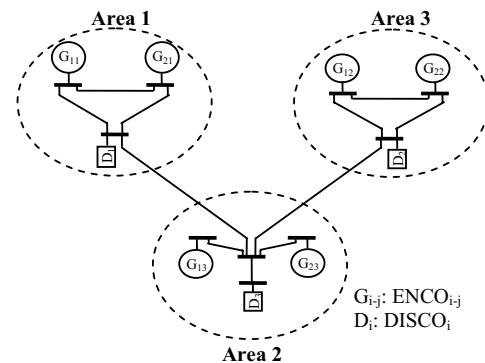 Area 1
Area 3
G₁₁
G₂₁
G₁₂
G₂₂
D₁
D₂
G₁₃
G₂₃
D₃
Gᵢ₋ⱼ: ENCOᵢ₋ⱼ
Dᵢ: DISCOᵢ
Area 2